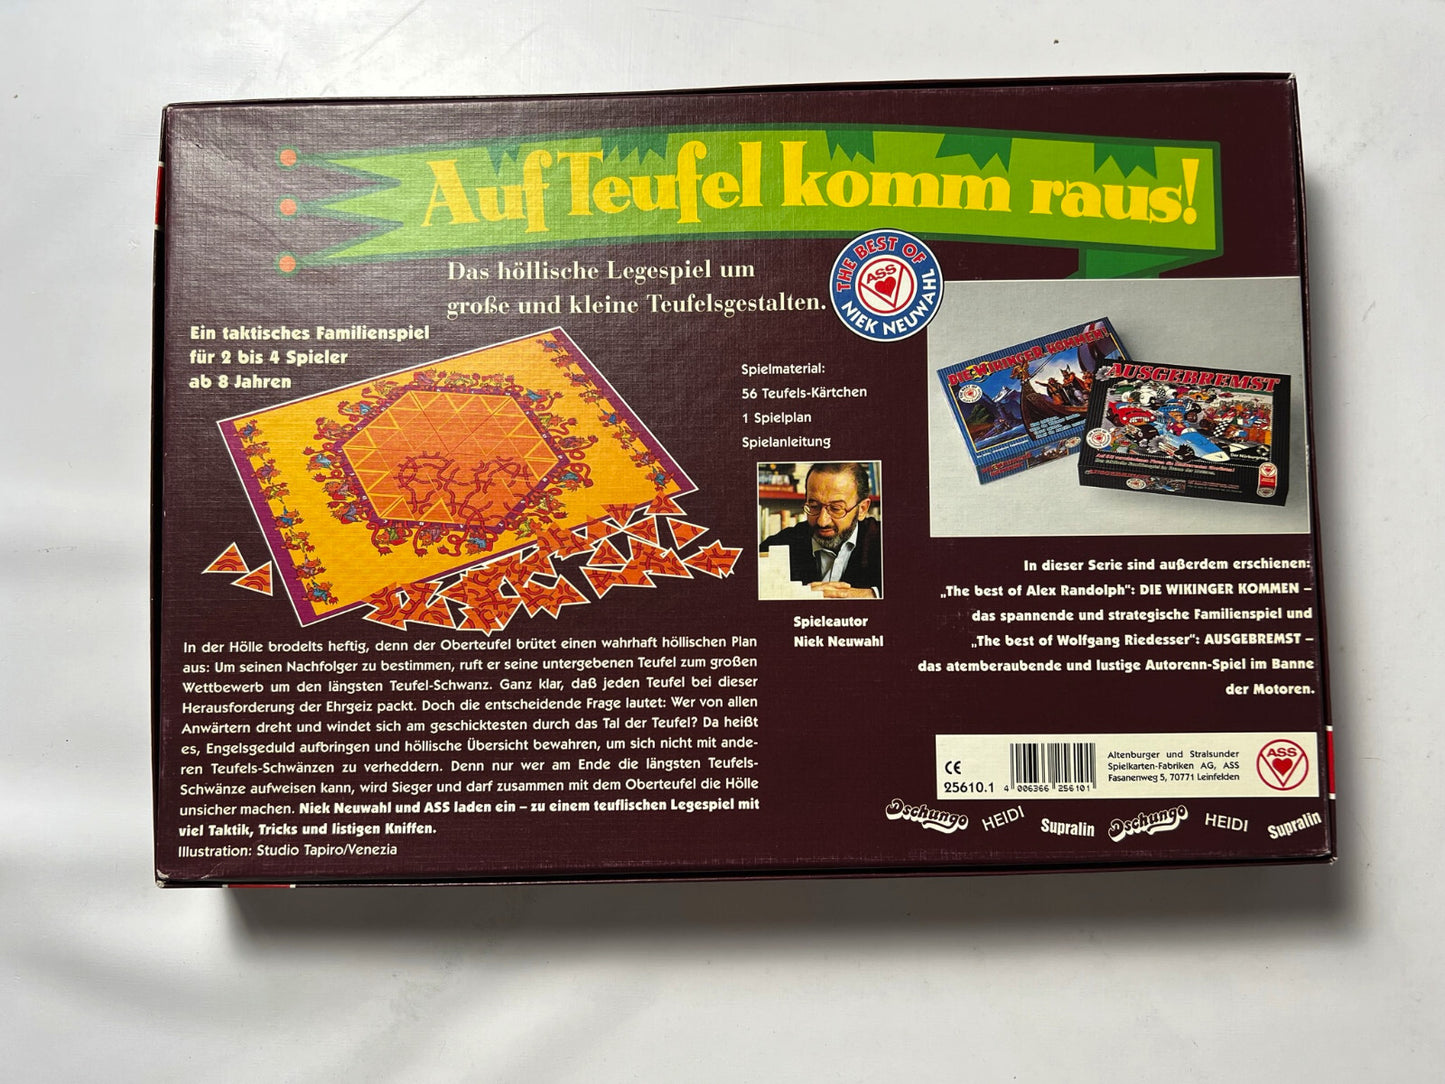 Auf Teufel komm raus!
Das höllische Legespiel um
große und kleine Teufelsgestalten.
THE BEST OF
ASS
NIEK NEUWAHL
Ein taktisches Familienspiel
für 2 bis 4 Spieler
ab 8 Jahren
Spielmaterial:
56 Teufels-Kärtchen
1 Spielplan
Spielanleitung
DIE WIKINGER KOMMEN!
AUSGEBREMST
Spieleautor
Niek Neuwahl
In dieser Serie sind außerdem erschienen:
„The best of Alex Randolph“: DIE WIKINGER KOMMEN –
das spannende und strategische Familienspiel und
„The best of Wolfgang Riedesser“: AUSGEBREMST –
das atemberaubende und lustige Autorenn-Spiel im Banne
der Motoren.
In der Hölle brodelts heftig, denn der Oberteufel brütet einen wahrhaft höllischen Plan
aus: Um seinen Nachfolger zu bestimmen, ruft er seine untergebenen Teufel zum großen
Wettbewerb um den längsten Teufel-Schwanz. Ganz klar, daß jeden Teufel bei dieser
Herausforderung der Ehrgeiz packt. Doch die entscheidende Frage lautet: Wer von allen
Anwärtern dreht und windet sich am geschicktesten durch das Tal der Teufel? Da heißt
es, Engelsgeduld aufbringen und höllische Übersicht bewahren, um sich nicht mit ande-
ren Teufels-Schwänzen zu verheddern. Denn nur wer am Ende die längsten Teufels-
Schwänze aufweisen kann, wird Sieger und darf zusammen mit dem Oberteufel die Hölle
unsicher machen. Niek Neuwahl und ASS laden ein – zu einem teuflischen Legespiel mit
viel Taktik, Tricks und listigen Kniffen.
Illustration: Studio Tapiro/Venezia
CE
25610.1
4 006366 256101
Altenburger und Stralsunder
Spielkarten-Fabriken AG, ASS
Fasanenweg 5, 70771 Leinfelden
ASS
Dschungo HEIDI Supralin Dschungo HEIDI Supralin